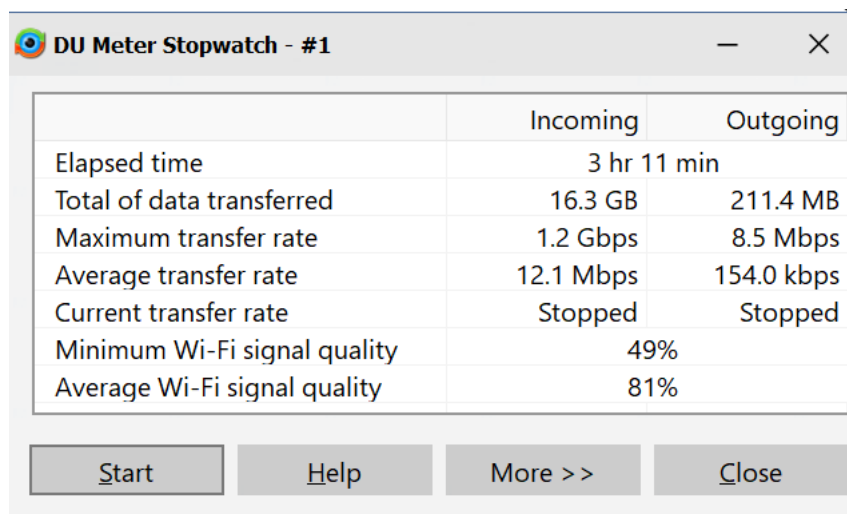 DU Meter Stopwatch - #1
Incoming Outgoing
Elapsed time 3 hr 11 min
Total of data transferred 16.3 GB 211.4 MB
Maximum transfer rate 1.2 Gbps 8.5 Mbps
Average transfer rate 12.1 Mbps 154.0 kbps
Current transfer rate Stopped Stopped
Minimum Wi-Fi signal quality 49%
Average Wi-Fi signal quality 81%
Start Help More >> Close